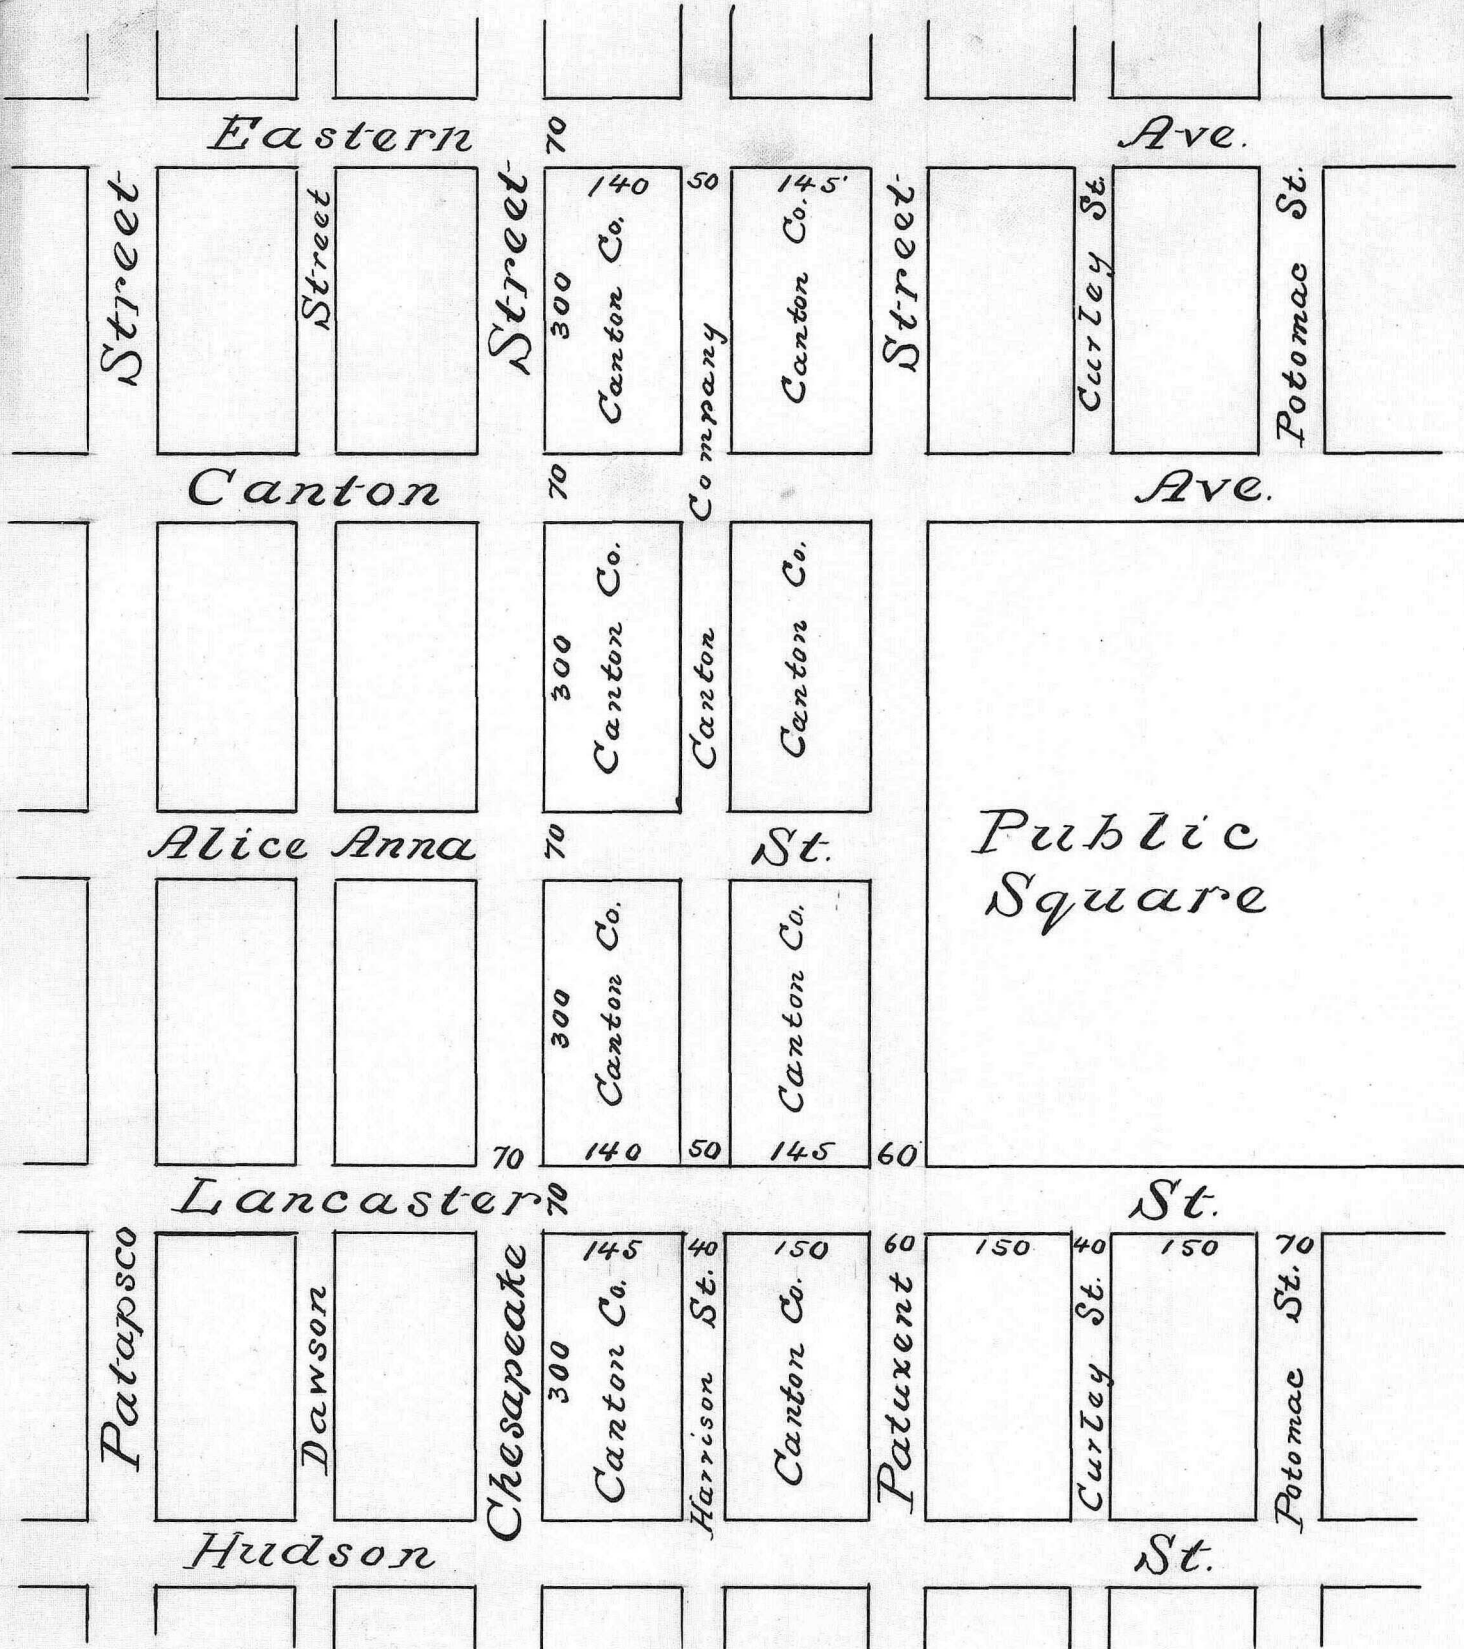 Eastern Ave.
70
140 50 145
Patapsco Street
Dawson Street
Chesapeake Street
300
Canton Co.
Canton Company
Canton Co.
Patuxent Street
Curley St.
Potomac St.
Canton Ave.
70
300
Canton Co.
Canton Co.
Public
Square
Alice Anna St.
70
300
Canton Co.
Canton Co.
70 140 50 145 60
Lancaster St.
70
145 40 150 60 150 40 150 70
300
Canton Co.
Harrison St.
Canton Co.
Curley St.
Potomac St.
Hudson St.